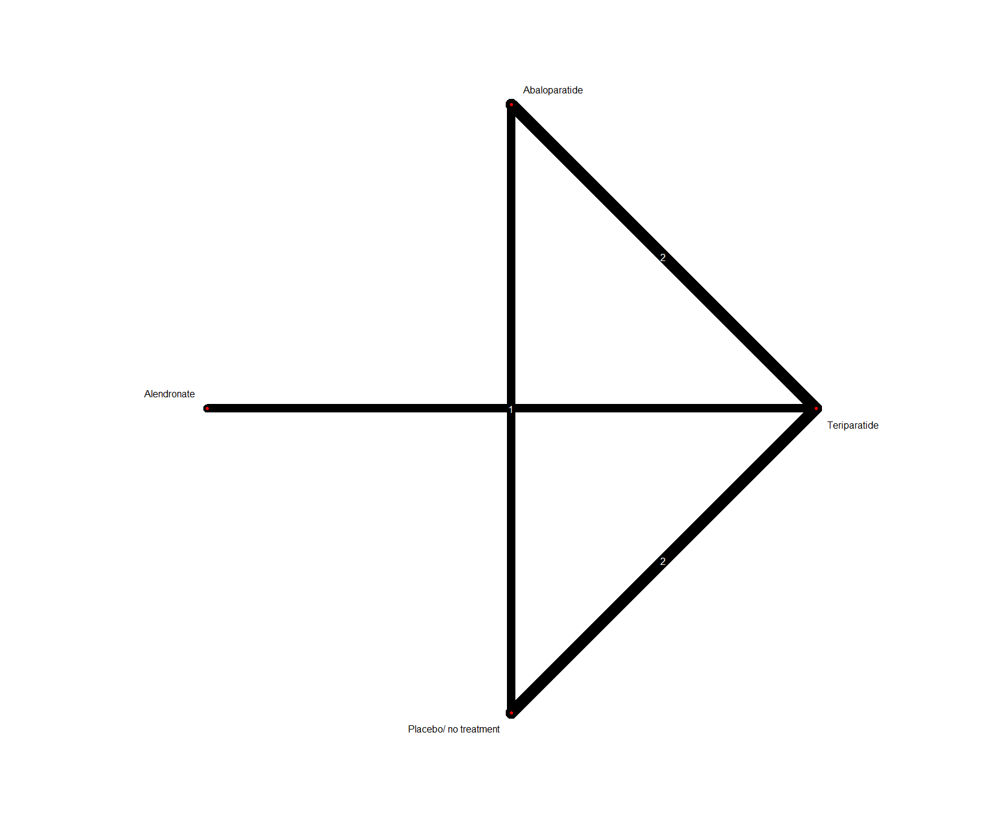 Abaloparatide
2
Alendronate
1
Teriparatide
2
Placebo/ no treatment